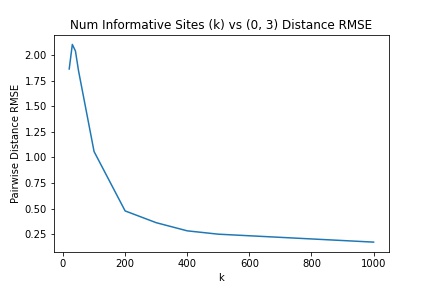 Num Informative Sites (k) vs (0, 3) Distance RMSE
Pairwise Distance RMSE
2.00
1.75
1.50
1.25
1.00
0.75
0.50
0.25
0 200 400 600 800 1000
k